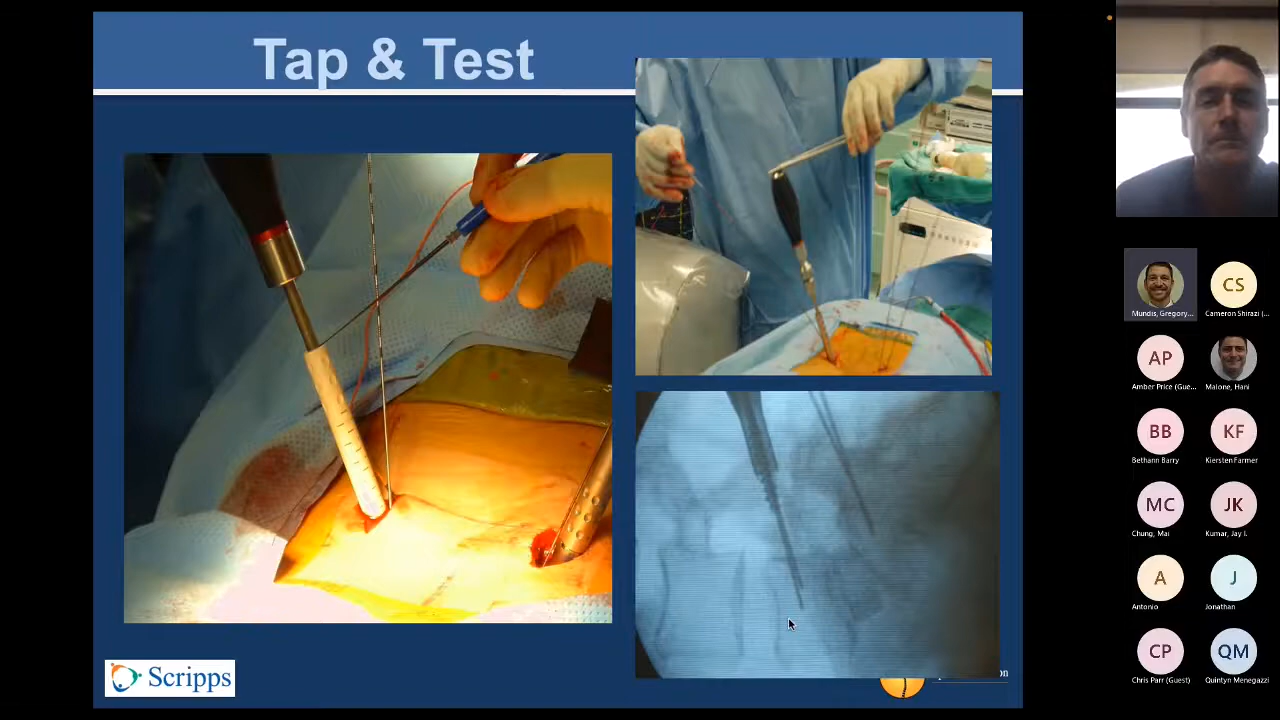 Tap & Test
Scripps
on
Mundis, Gregory...
CS
Cameron Shirazi (...
AP
Amber Price (Gue...
Malone, Hani
BB
Bethann Barry
KF
Kiersten Farmer
MC
Chung, Mai
JK
Kumar, Jay I.
A
Antonio
J
Jonathan
CP
Chris Parr (Guest)
QM
Quintyn Menegazzi